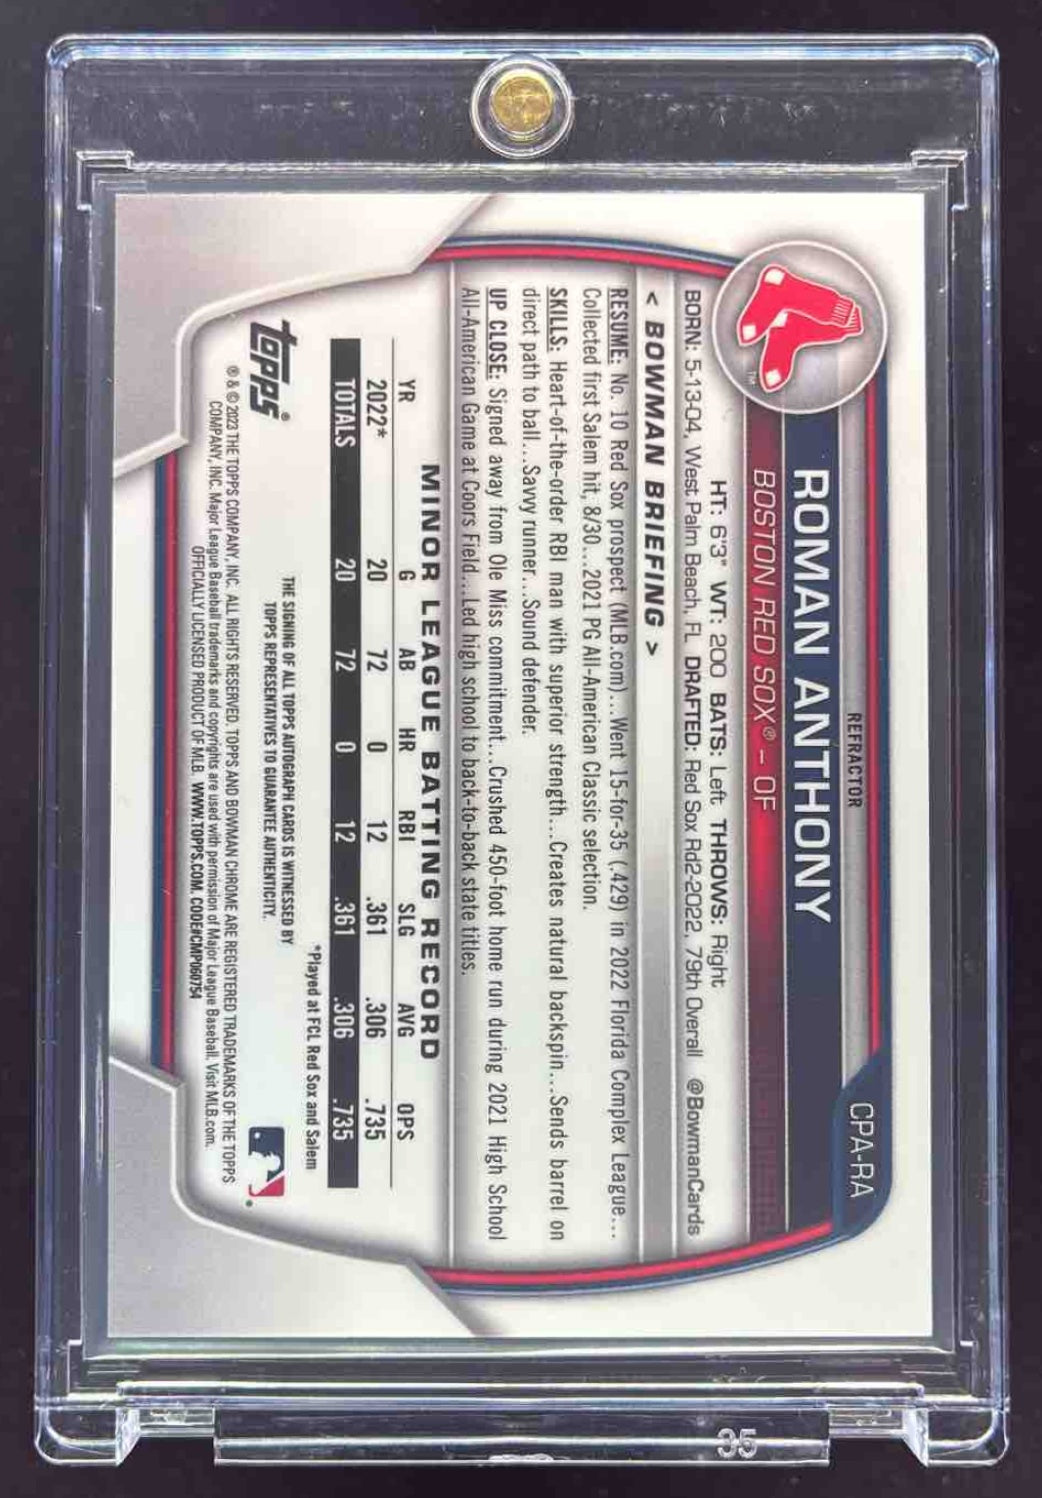 REFRACTOR
CPA-RA
ROMAN ANTHONY
BOSTON RED SOX® – OF
TM
HT: 6'3" WT: 200 BATS: Left THROWS: Right
BORN: 5-13-04, West Palm Beach, FL DRAFTED: Red Sox Rd2-2022, 79th Overall @BowmanCards
< BOWMAN BRIEFING >
RESUME: No. 10 Red Sox prospect (MLB.com)...Went 15-for-35 (.429) in 2022 Florida Complex League...
Collected first Salem hit, 8/30...2021 PG All-American Classic selection.
SKILLS: Heart-of-the-order RBI man with superior strength...Creates natural backspin...Sends barrel on
direct path to ball...Savvy runner...Sound defender.
UP CLOSE: Signed away from Ole Miss commitment...Crushed 450-foot home run during 2021 High School
All-American Game at Coors Field...Led high school to back-to-back state titles.
MINOR LEAGUE BATTING RECORD
YR G AB HR RBI SLG AVG OPS
2022* 20 72 0 12 .361 .306 .735
TOTALS 20 72 0 12 .361 .306 .735
*Played at FCL Red Sox and Salem
THE SIGNING OF ALL TOPPS AUTOGRAPH CARDS IS WITNESSED BY
TOPPS REPRESENTATIVES TO GUARANTEE AUTHENTICITY.
topps®
® & © 2023 THE TOPPS COMPANY, INC. ALL RIGHTS RESERVED. TOPPS AND BOWMAN CHROME ARE REGISTERED TRADEMARKS OF THE TOPPS
COMPANY, INC. Major League Baseball trademarks and copyrights are used with permission of Major League Baseball. Visit MLB.com.
OFFICIALLY LICENSED PRODUCT OF MLB. WWW.TOPPS.COM. CODE#CMP060754
35